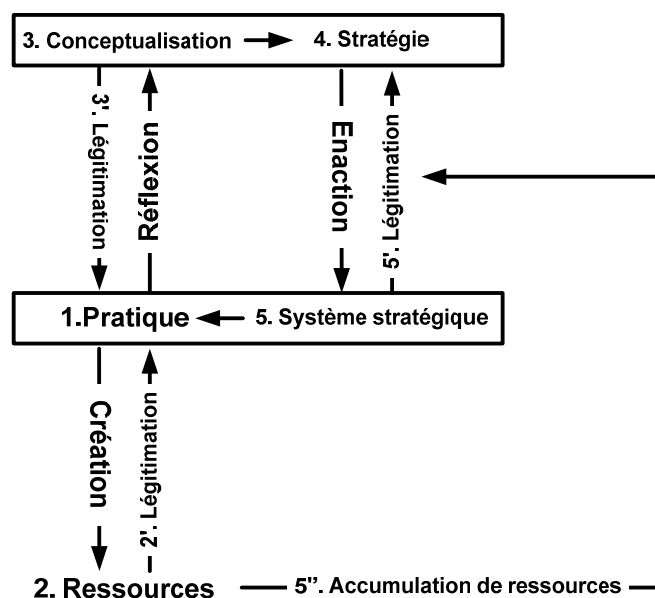 3. Conceptualisation
4. Stratégie
3'. Légitimation
Réflexion
Enaction
5'. Légitimation
1.Pratique
5. Système stratégique
Création
2'. Légitimation
2. Ressources
5”. Accumulation de ressources